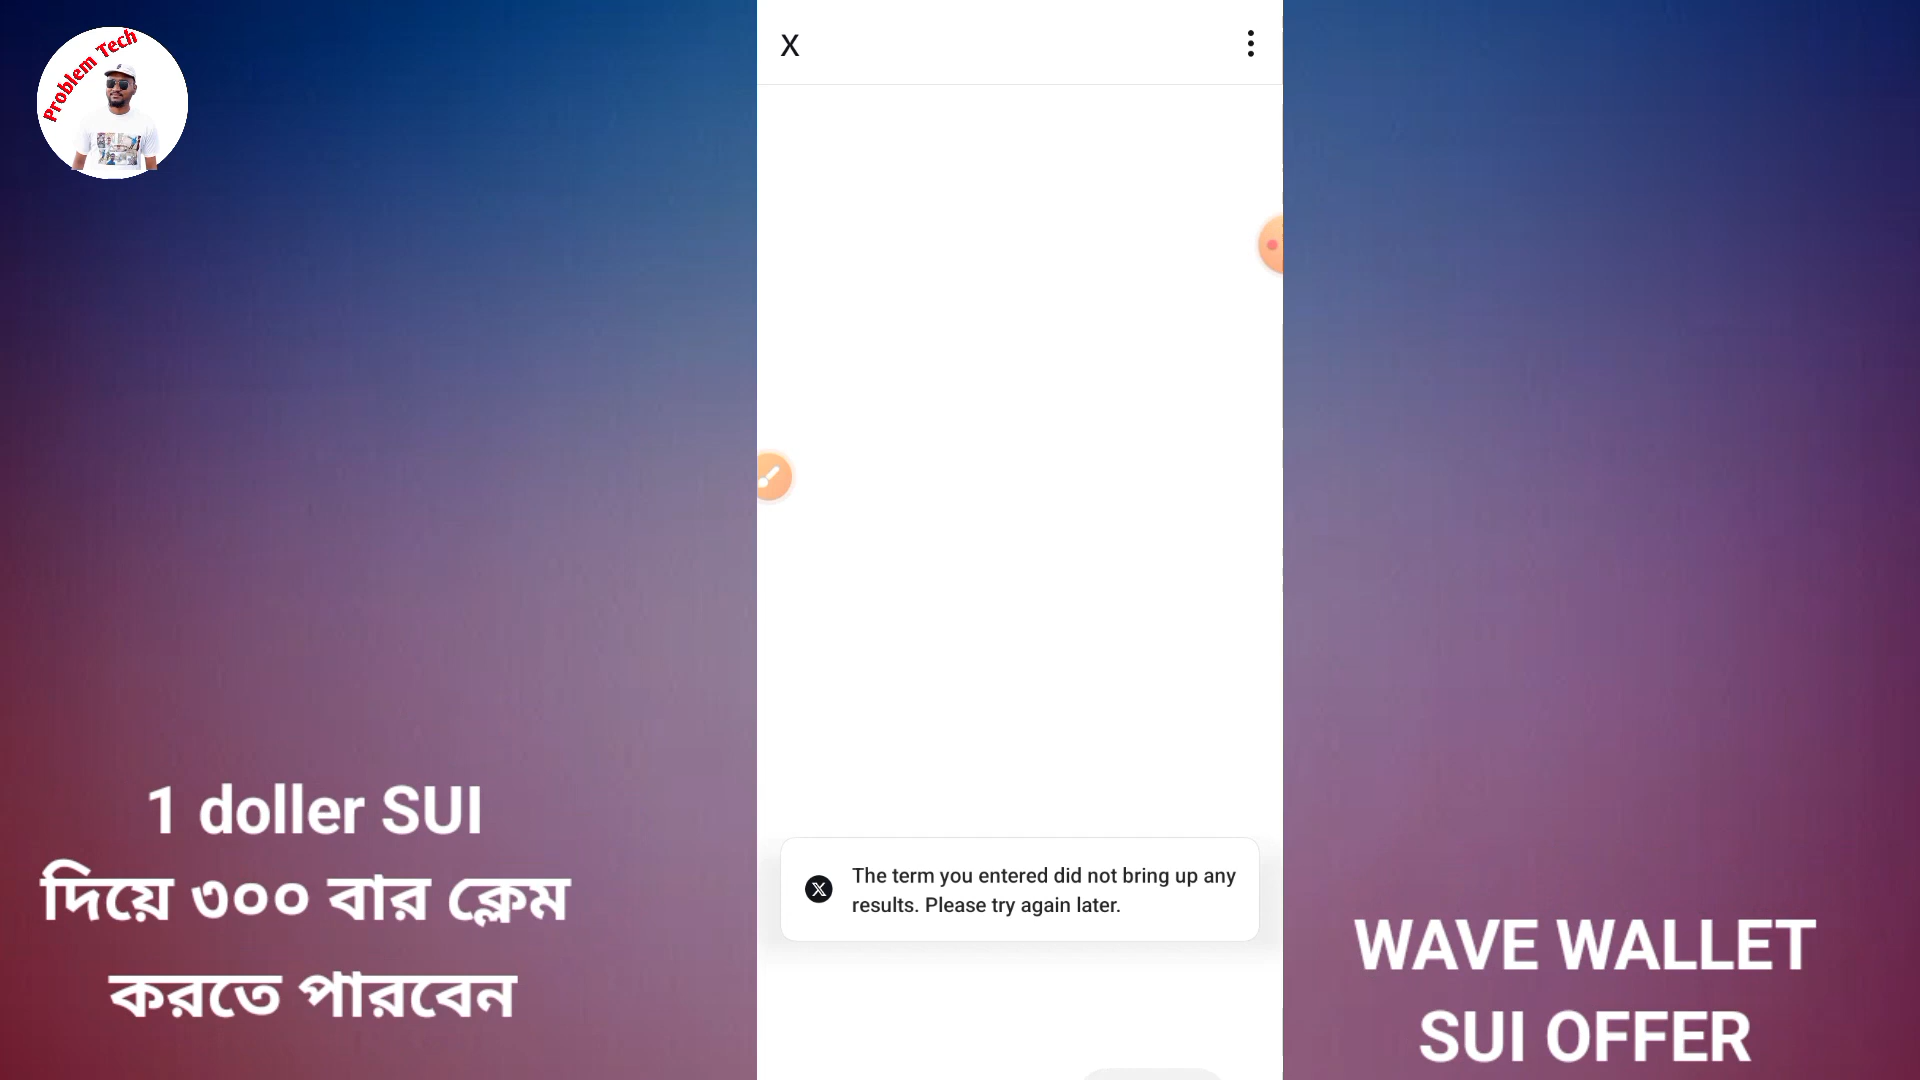 Problem Tech
X
The term you entered did not bring up any
results. Please try again later.
1 doller SUI
দিয়ে ৩০০ বার ক্লেম
করতে পারবেন
WAVE WALLET
SUI OFFER